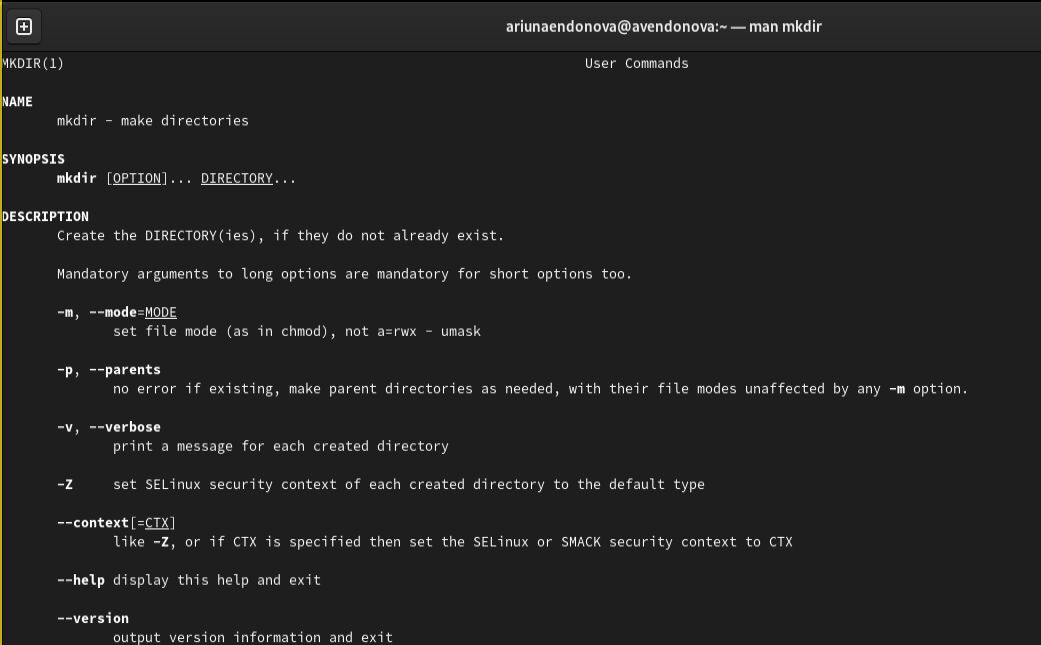 ariunaendonova@avendonova:~ — man mkdir
MKDIR(1) User Commands
NAME
mkdir - make directories
SYNOPSIS
mkdir [OPTION]... DIRECTORY...
DESCRIPTION
Create the DIRECTORY(ies), if they do not already exist.
Mandatory arguments to long options are mandatory for short options too.
-m, --mode=MODE
set file mode (as in chmod), not a=rwx - umask
-p, --parents
no error if existing, make parent directories as needed, with their file modes unaffected by any -m option.
-v, --verbose
print a message for each created directory
-Z set SELinux security context of each created directory to the default type
--context[=CTX]
like -Z, or if CTX is specified then set the SELinux or SMACK security context to CTX
--help display this help and exit
--version
output version information and exit